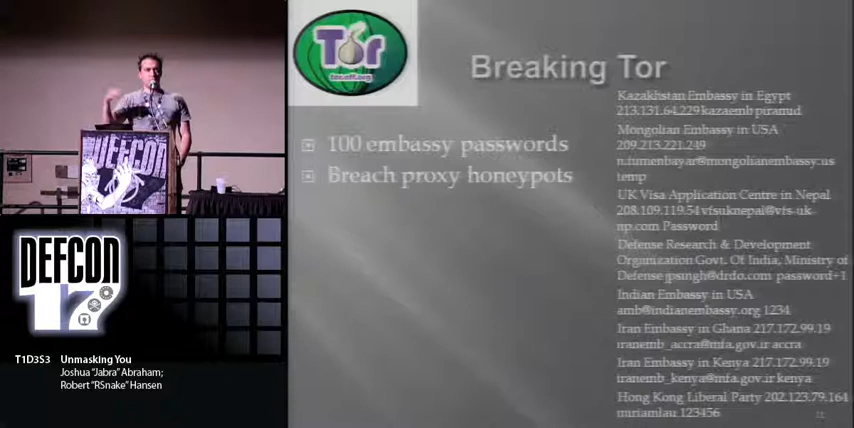 Tor
Breaking Tor
100 embassy passwords
Breach proxy honeypots
Kazakhstan Embassy in Egypt
213.131.64.229 kazaemb piramid
Mongolian Embassy in USA
209.213.221.249
n.tumenbayar@mongolianembassy.us
temp
UK Visa Application Centre in Nepal
208.109.119.54 vfsuknepal@vfs-uk-
np.com Password
Defense Research & Development
Organization Govt. Of India, Ministry of
Defense jpsingh@drdo.com password+1
Indian Embassy in USA
amb@indianembassy.org 1234
Iran Embassy in Ghana 217.172.99.19
iranemb_accra@mfa.gov.ir accra
Iran Embassy in Kenya 217.172.99.19
iranemb_kenya@mfa.gov.ir kenya
Hong Kong Liberal Party 202.123.79.164
miriamlau 123456
DEFCON
DEFCON
17
T1D3S3 Unmasking You
Joshua "Jabra" Abraham;
Robert "RSnake" Hansen